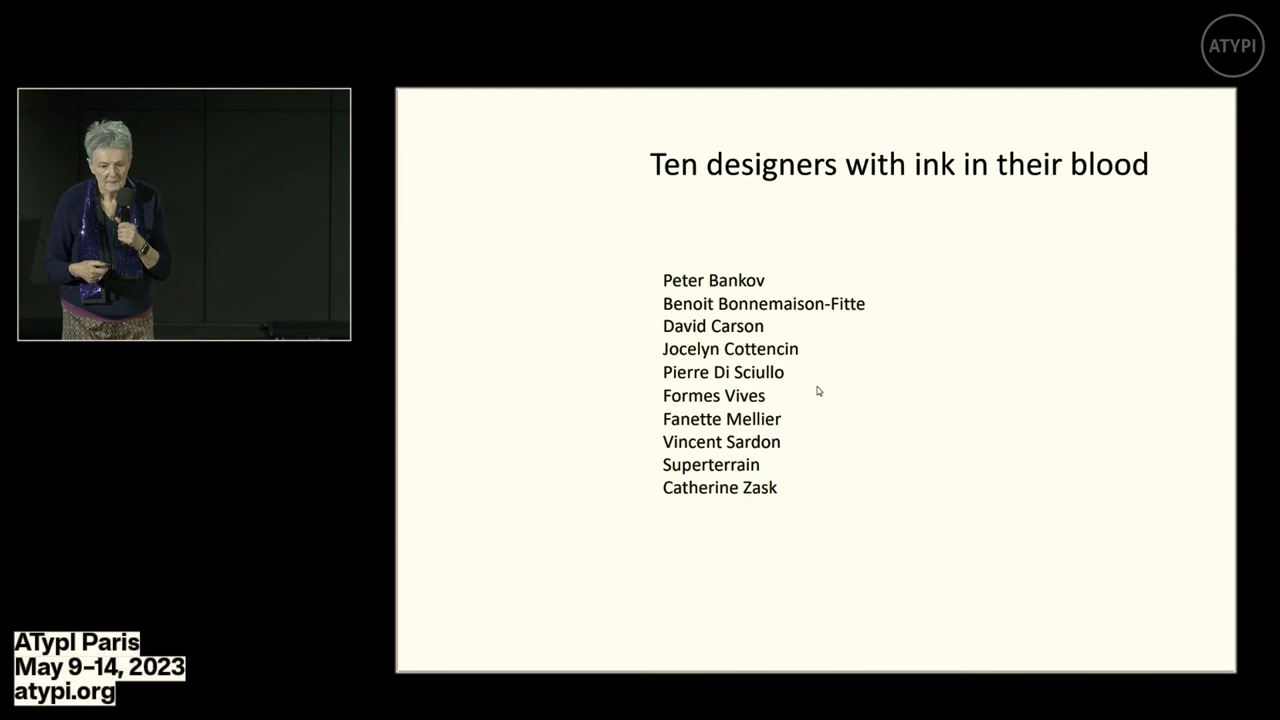 ATYPI
Ten designers with ink in their blood
Peter Bankov
Benoit Bonnemaison-Fitte
David Carson
Jocelyn Cottencin
Pierre Di Sciullo
Formes Vives
Fanette Mellier
Vincent Sardon
Superterrain
Catherine Zask
ATypI Paris
May 9–14, 2023
atypi.org